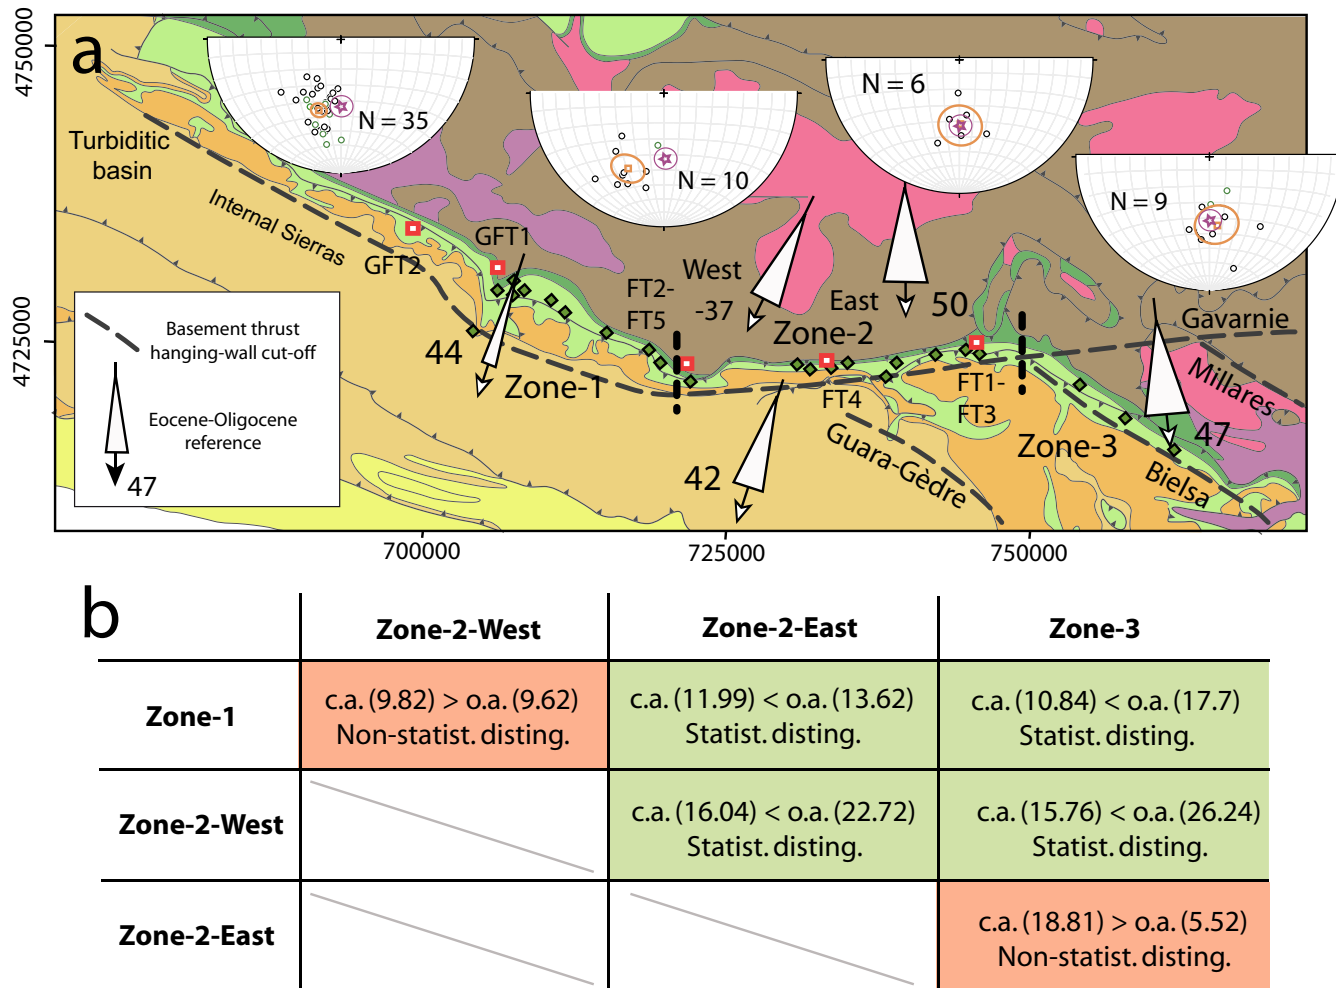 a
4750000
4725000
Turbiditic
basin
Internal Sierras
N = 35
N = 10
N = 6
N = 9
GFT2
GFT1
FT2-
FT5
West
-37
East
50
Zone-2
44
Zone-1
42
FT4
FT1-
FT3
Zone-3
Guara-Gèdre
Gavarnie
Millares
47
Bielsa
Basement thrust
hanging-wall cut-off
Eocene-Oligocene
reference
47
700000
725000
750000
b
Zone-2-West
Zone-2-East
Zone-3
Zone-1
c.a. (9.82) > o.a. (9.62)
Non-statist. disting.
c.a. (11.99) < o.a. (13.62)
Statist. disting.
c.a. (10.84) < o.a. (17.7)
Statist. disting.
Zone-2-West
c.a. (16.04) < o.a. (22.72)
Statist. disting.
c.a. (15.76) < o.a. (26.24)
Statist. disting.
Zone-2-East
c.a. (18.81) > o.a. (5.52)
Non-statist. disting.